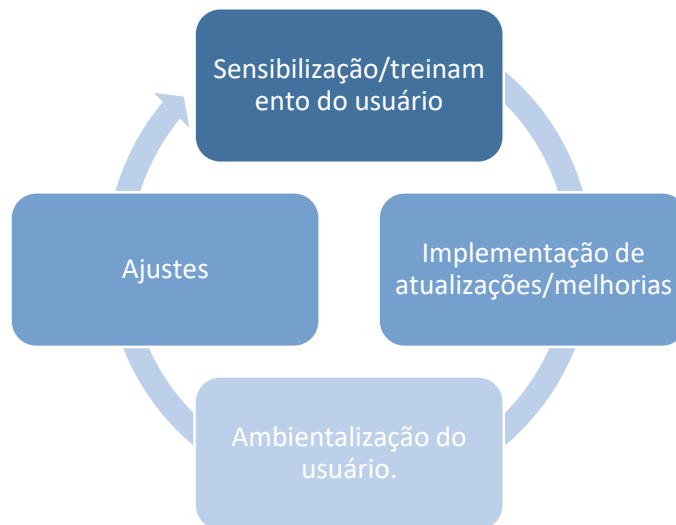 Sensibilização/treinam
ento do usuário
Implementação de
atualizações/melhorias
Ambientalização do
usuário.
Ajustes